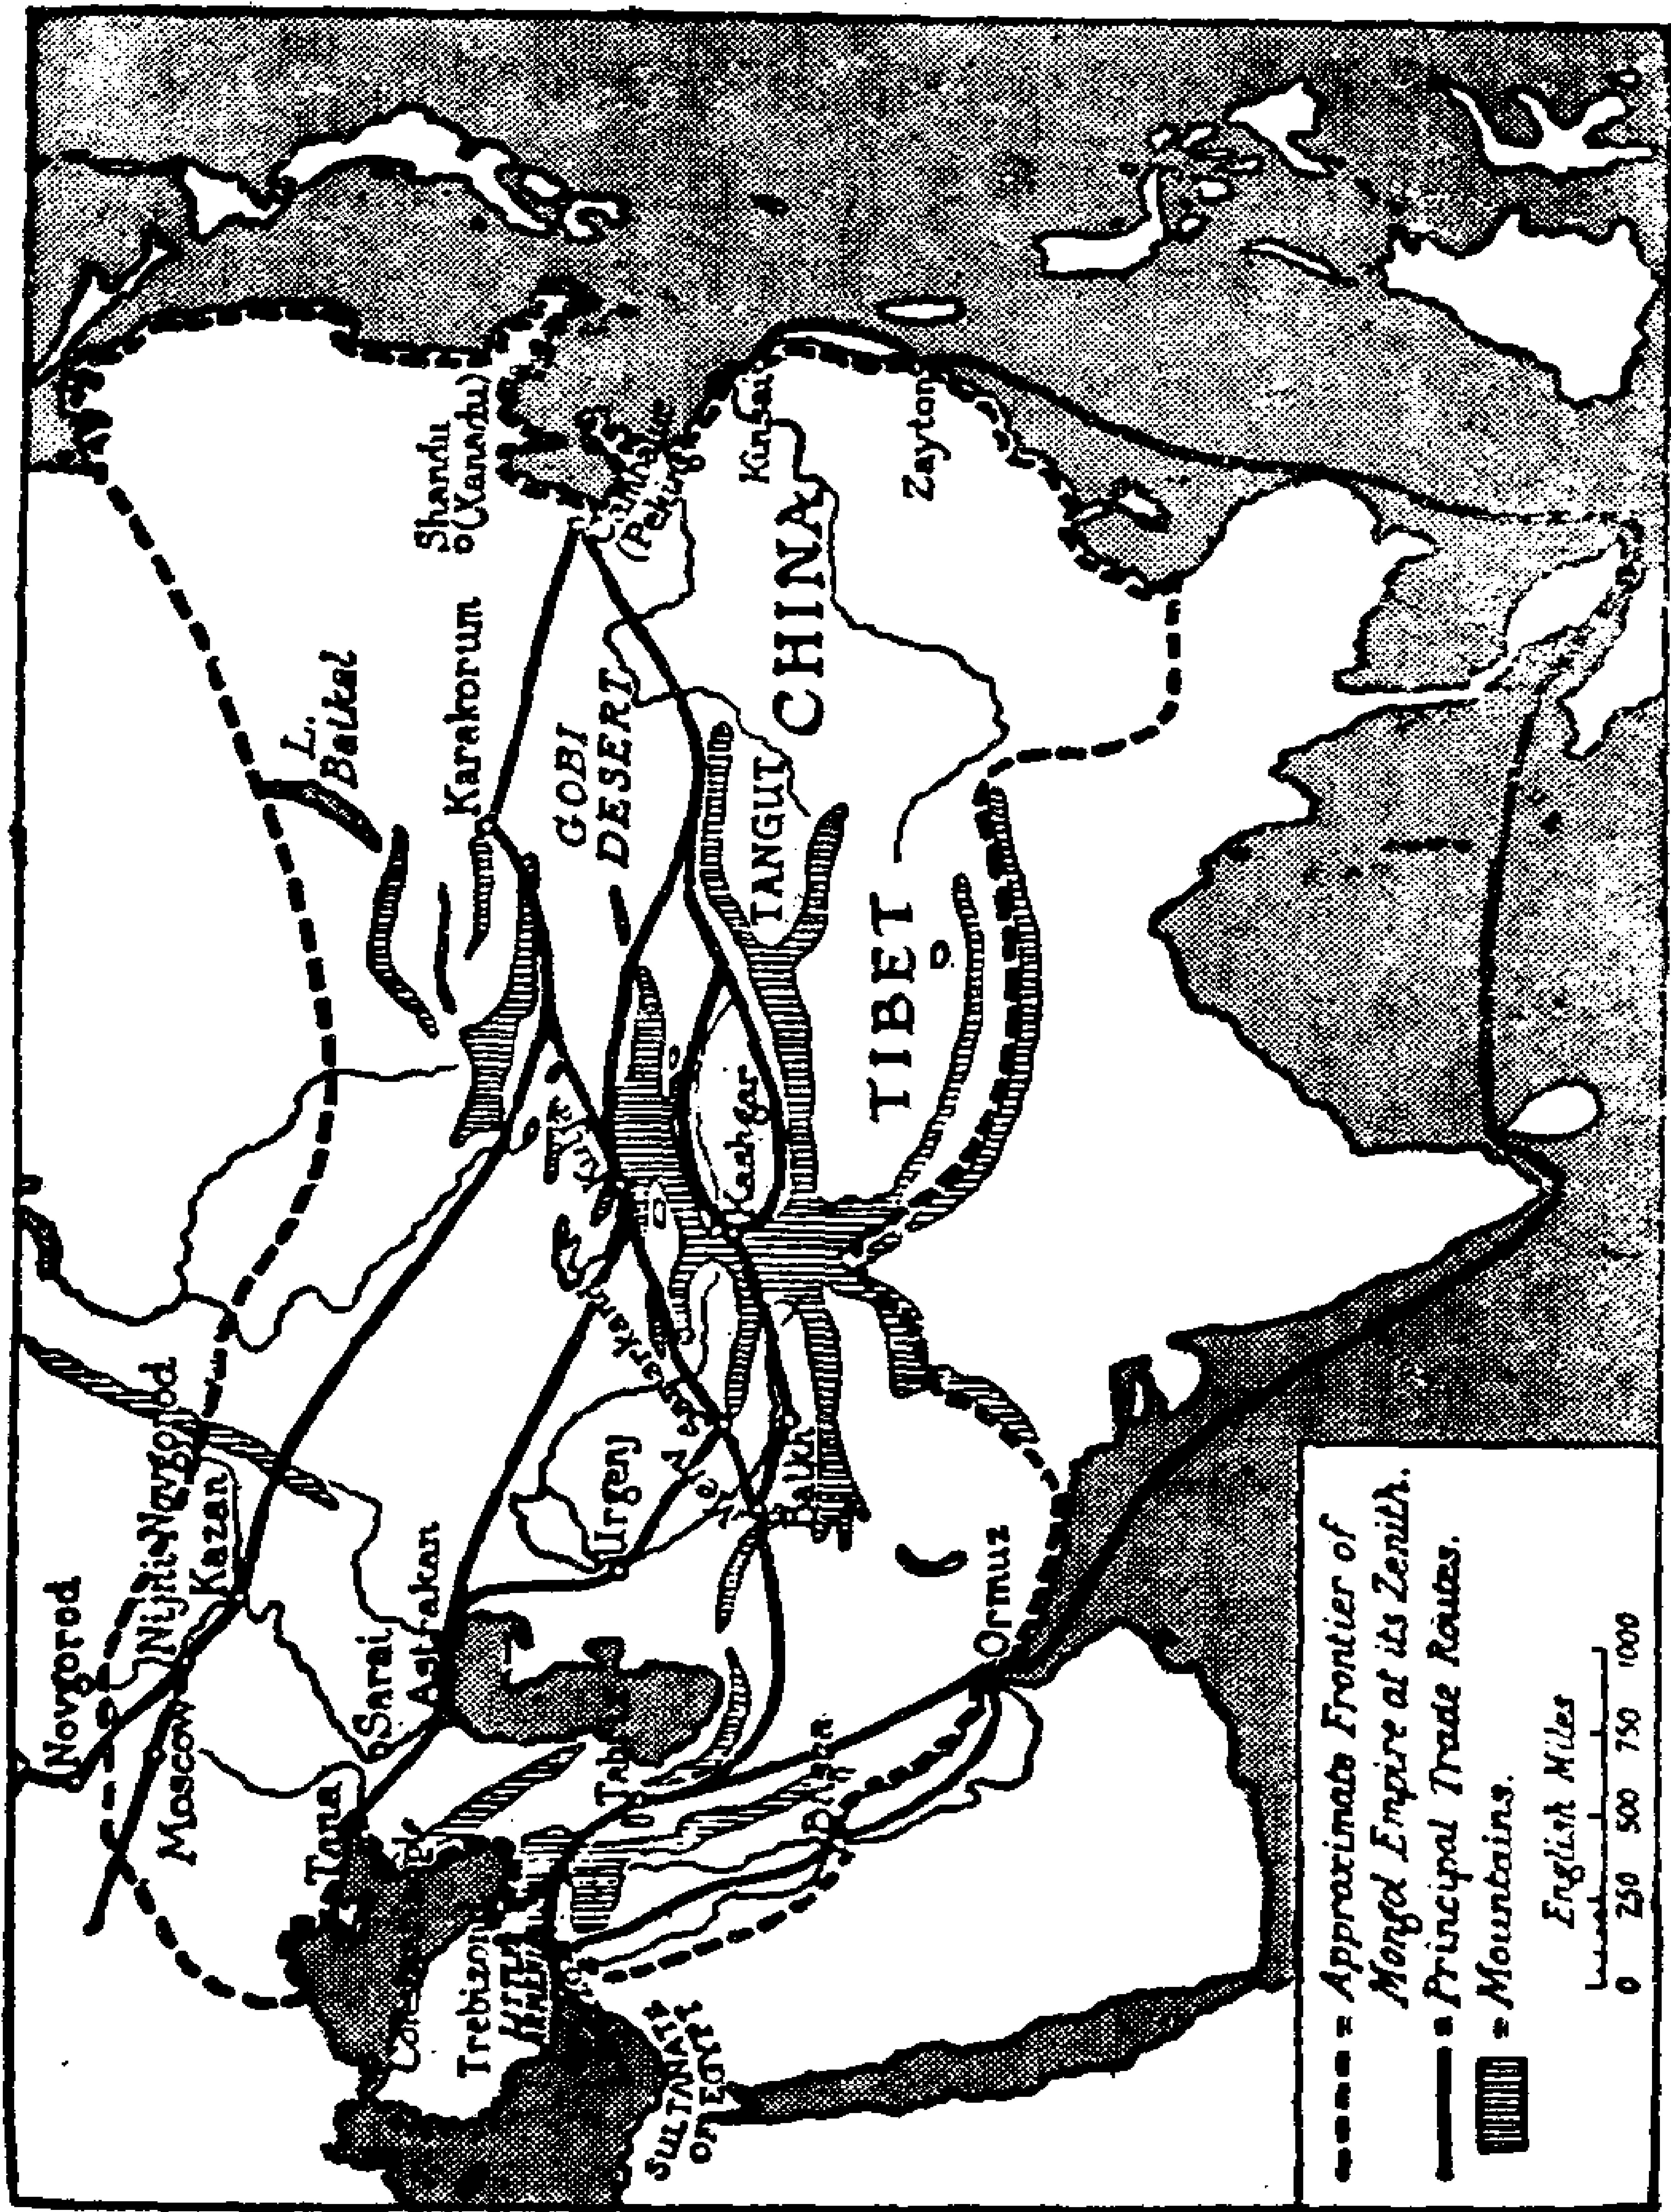 Novgorod
Nijni-Novgorod
Kazan
Moscow
Sarai
Astrakan
Tana
Trebizond
LITTLE
SULTANATE
OF EGYPT
Urgenj
Balkh
Ormuz
Kashgar
L.
Baikal
Karakorum
Shandu
(Xanadu)
(Peking)
GOBI
DESERT
TANGUT
TIBET
CHINA
Kinsai
Zayton
= Approximate Frontier of
Mongol Empire at its Zenith.
= Principal Trade Routes.
= Mountains.
English Miles
0 250 500 750 1000